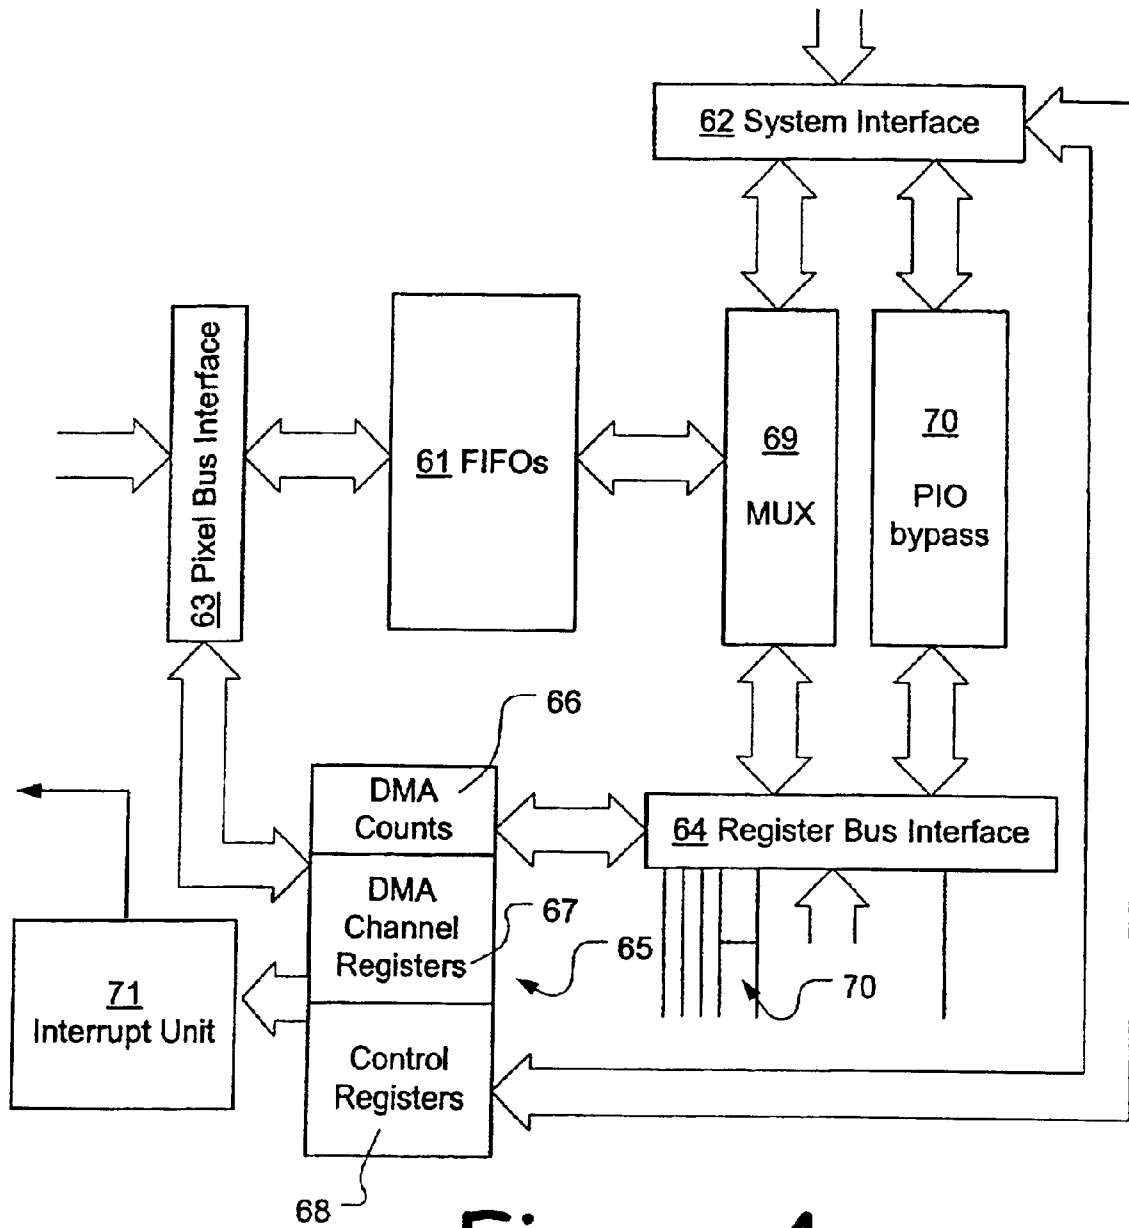 62 System Interface
63 Pixel Bus Interface
61 FIFOs
69
MUX
70
PIO
bypass
66
DMA
Counts
64 Register Bus Interface
DMA
Channel
Registers
67
65
70
71
Interrupt Unit
Control
Registers
68